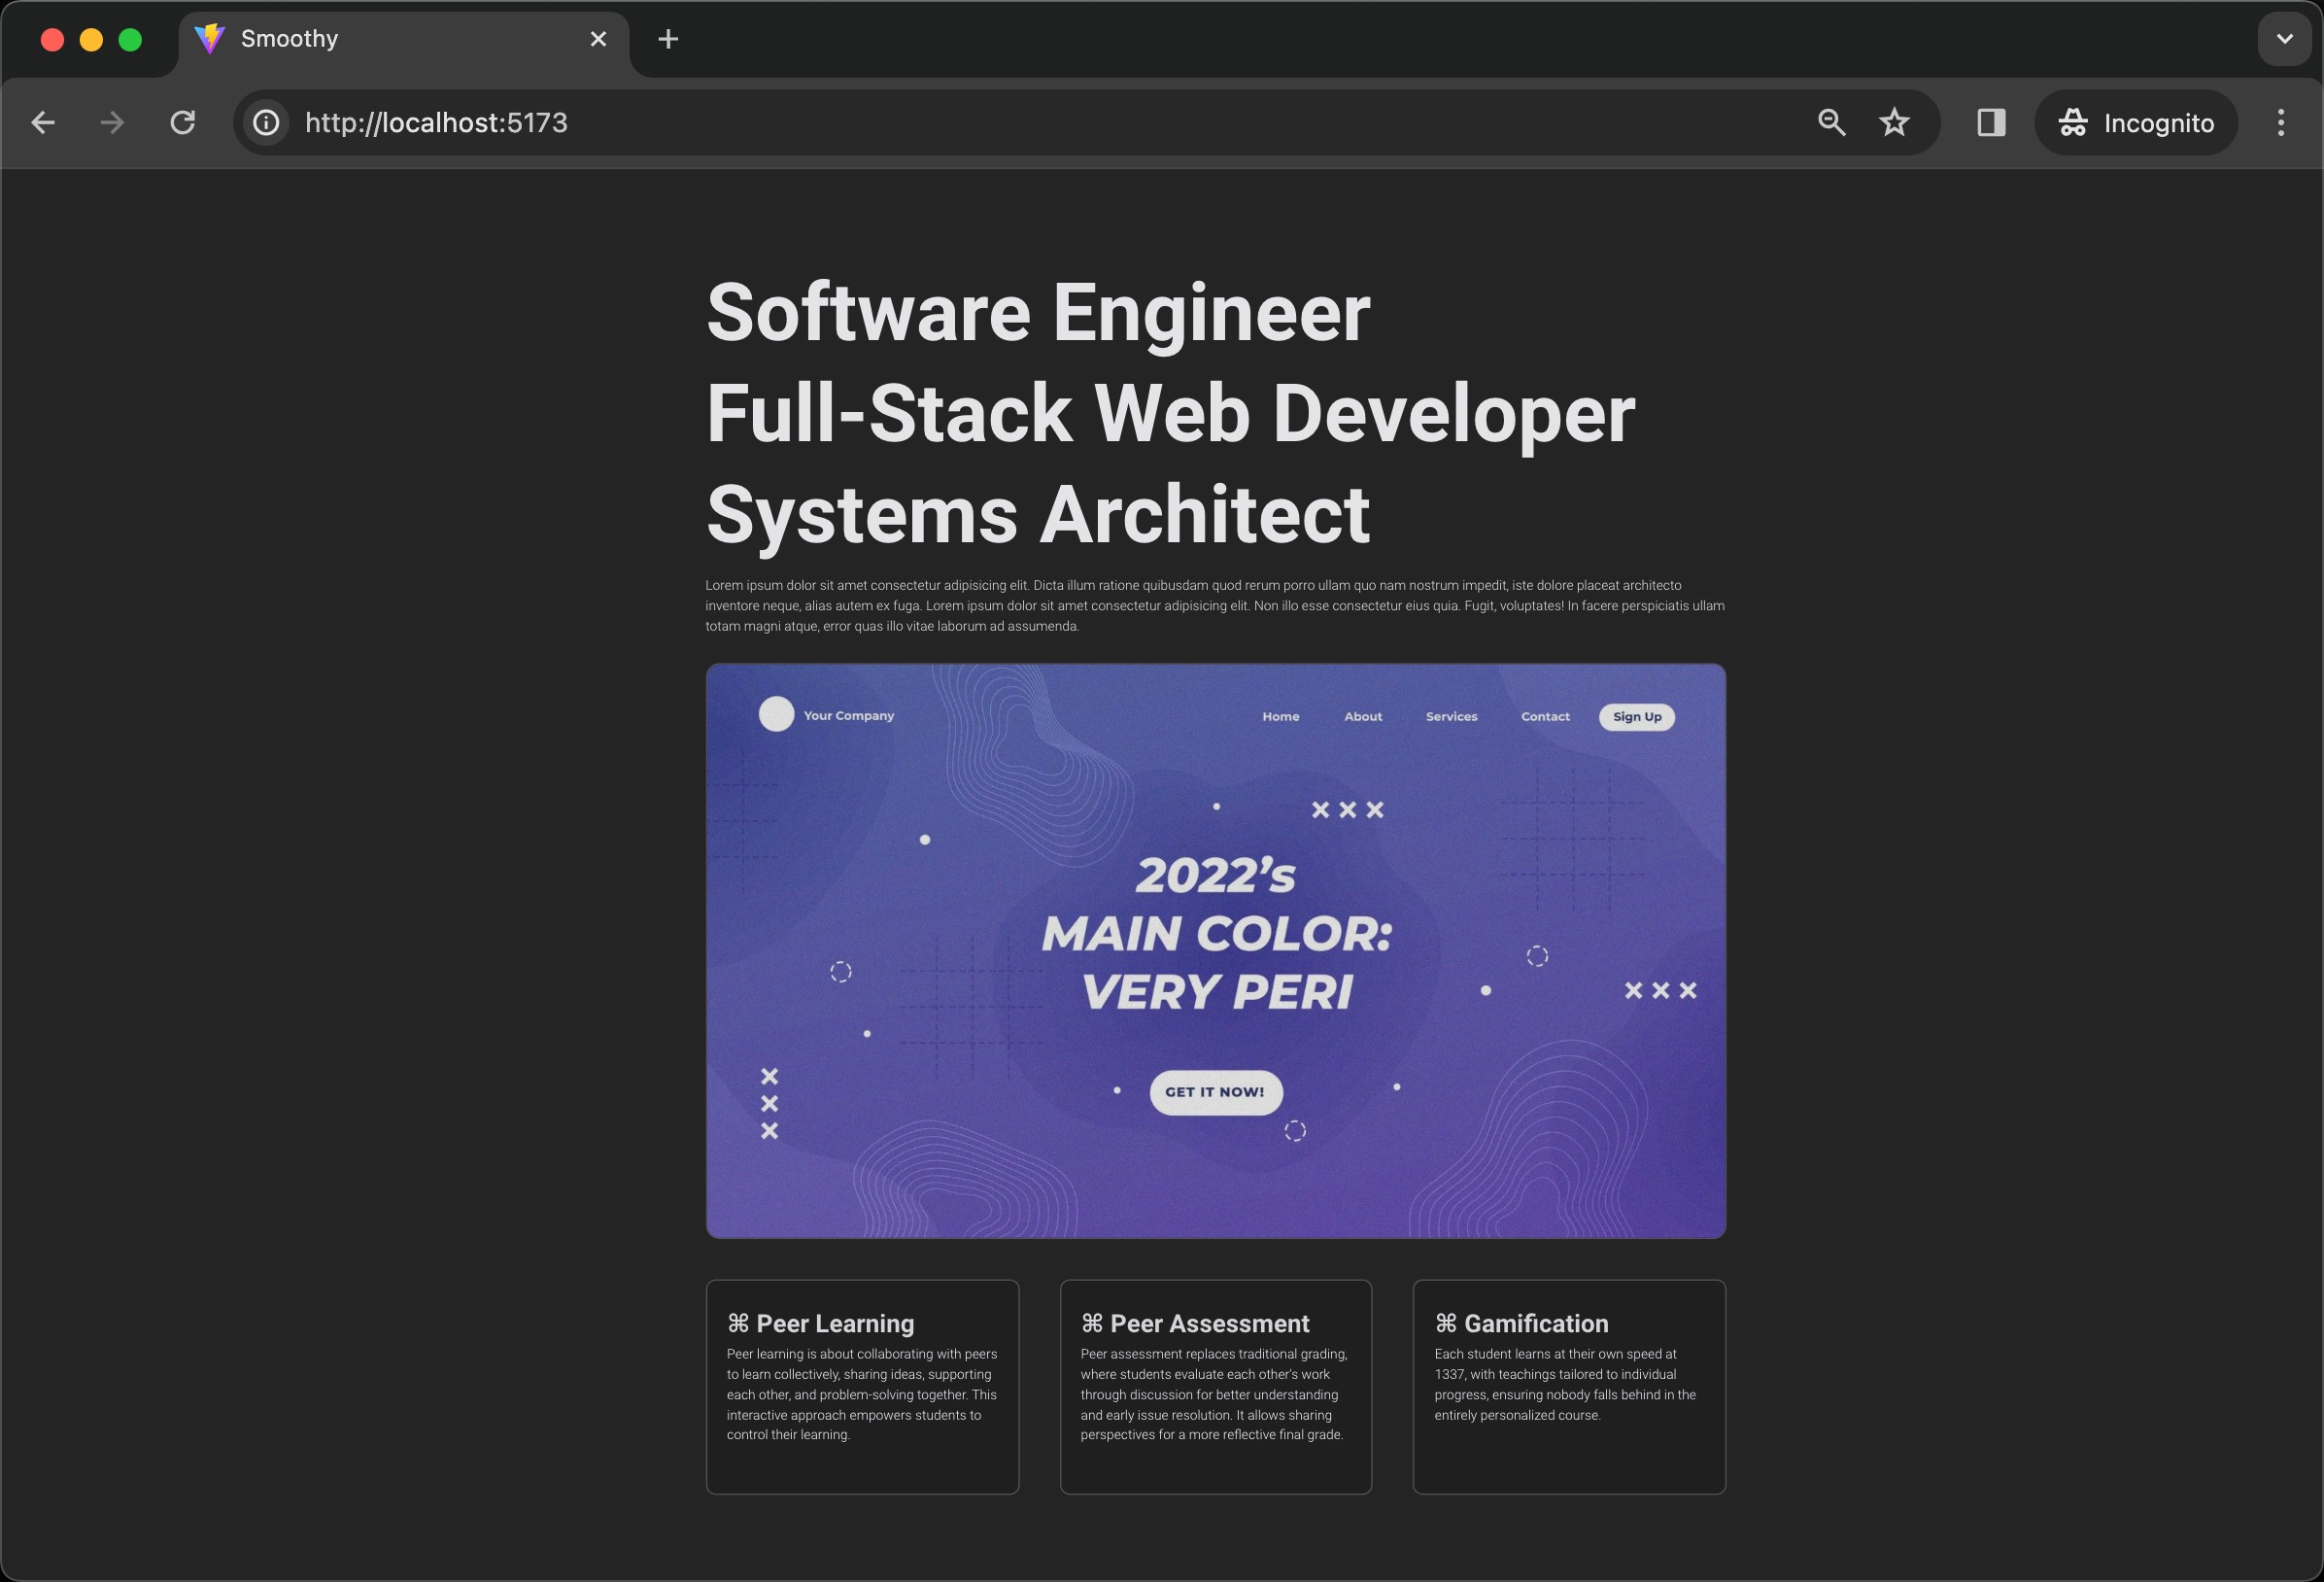 Smoothy
http://localhost:5173
Incognito
Software Engineer
Full-Stack Web Developer
Systems Architect
Lorem ipsum dolor sit amet consectetur adipisicing elit. Dicta illum ratione quibusdam quod rerum porro ullam quo nam nostrum impedit, iste dolore placeat architecto
inventore neque, alias autem ex fuga. Lorem ipsum dolor sit amet consectetur adipisicing elit. Non illo esse consectetur eius quia. Fugit, voluptates! In facere perspiciatis ullam
totam magni atque, error quas illo vitae laborum ad assumenda.
Your Company
Home About Services Contact Sign Up
2022’s
MAIN COLOR:
VERY PERI
GET IT NOW!
⌘ Peer Learning
Peer learning is about collaborating with peers
to learn collectively, sharing ideas, supporting
each other, and problem-solving together. This
interactive approach empowers students to
control their learning.
⌘ Peer Assessment
Peer assessment replaces traditional grading,
where students evaluate each other's work
through discussion for better understanding
and early issue resolution. It allows sharing
perspectives for a more reflective final grade.
⌘ Gamification
Each student learns at their own speed at
1337, with teachings tailored to individual
progress, ensuring nobody falls behind in the
entirely personalized course.